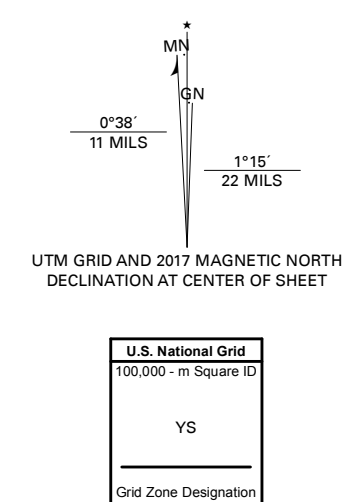 ★
MN
GN
0°38´
11 MILS
1°15´
22 MILS
UTM GRID AND 2017 MAGNETIC NORTH
DECLINATION AT CENTER OF SHEET
U.S. National Grid
100,000 - m Square ID
YS
Grid Zone Designation